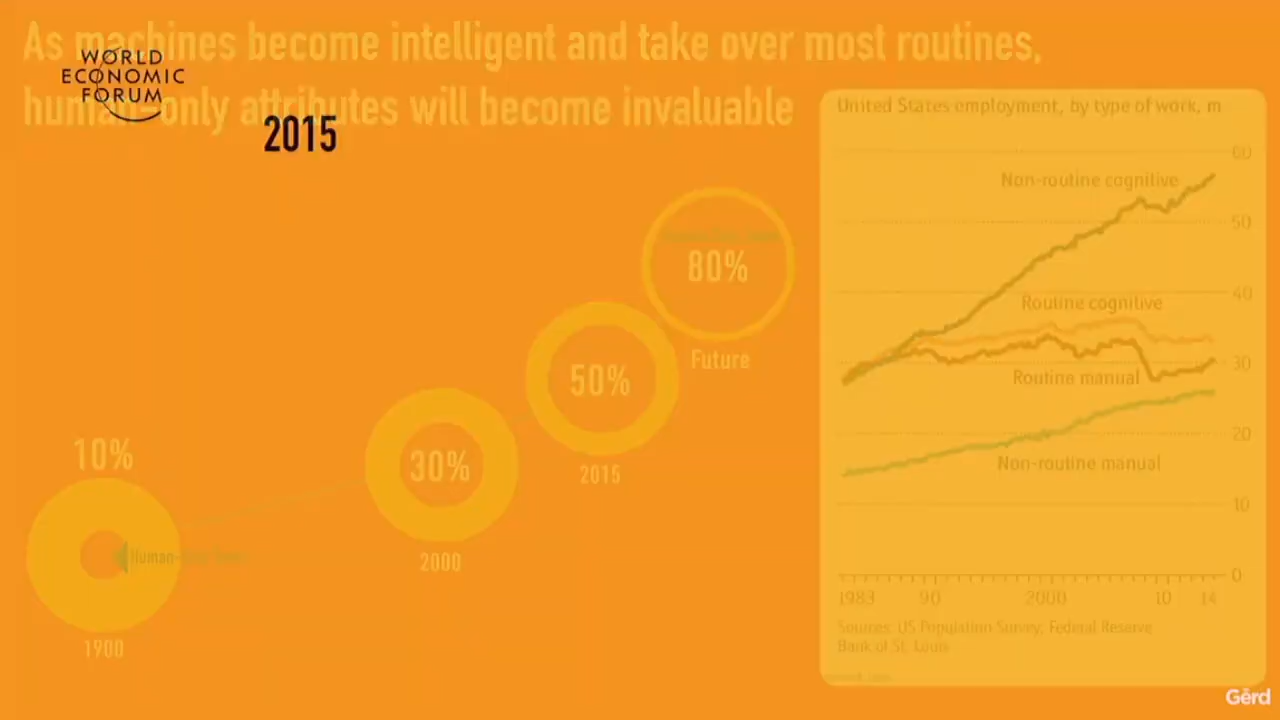 As machines become intelligent and take over most routines,
human-only attributes will become invaluable
WORLD
ECONOMIC
FORUM
2015
10%
1900
30%
2000
50%
2015
80%
Future
United States employment, by type of work, m
60
Non-routine cognitive
50
40
Routine cognitive
30
Routine manual
20
Non-routine manual
10
0
1983 90 2000 10 14
Sources: US Population Survey; Federal Reserve
Bank of St. Louis
Gerd